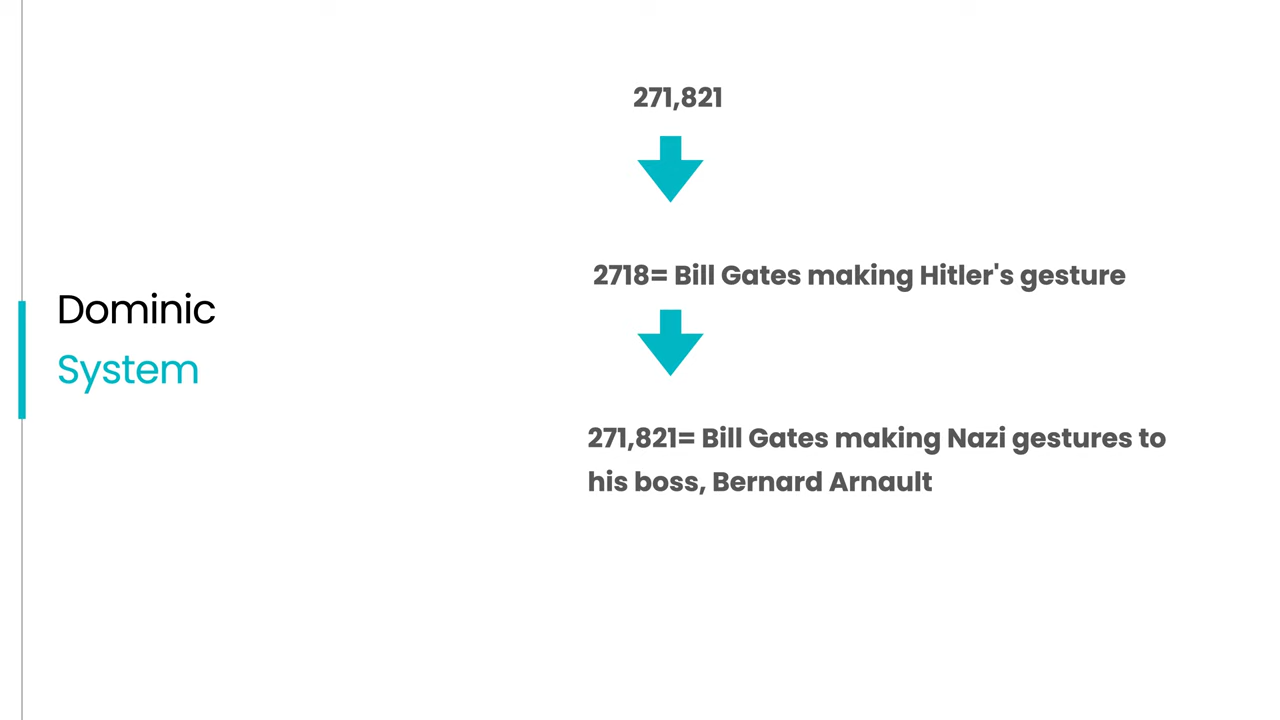 271,821
2718= Bill Gates making Hitler's gesture
Dominic
System
271,821= Bill Gates making Nazi gestures to
his boss, Bernard Arnault